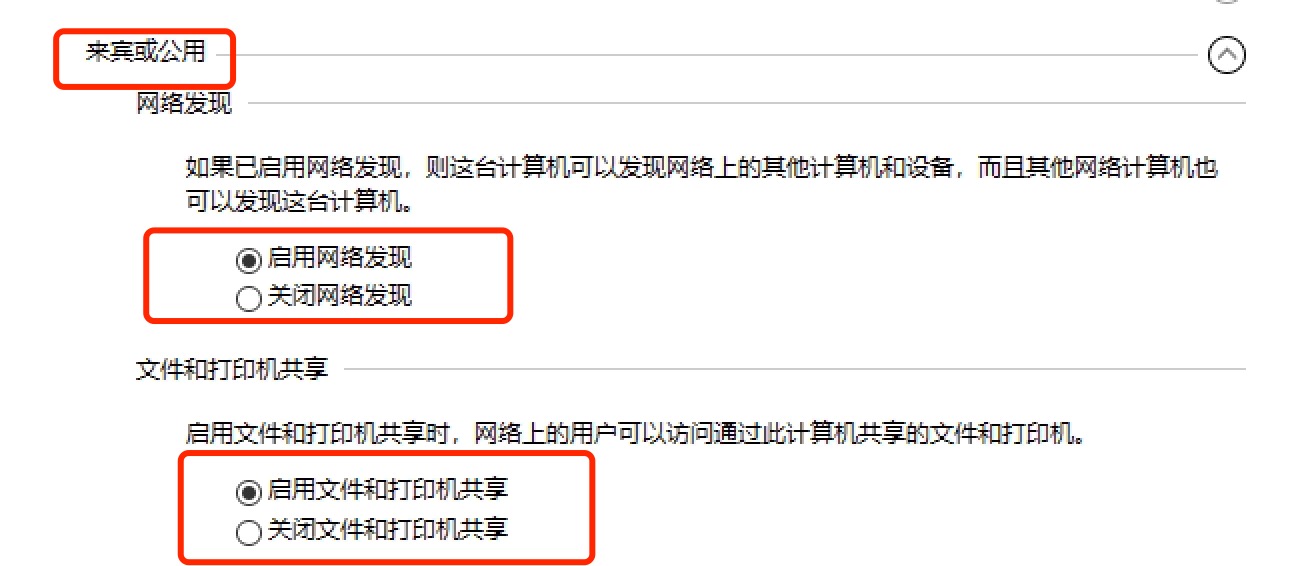 来宾或公用
网络发现
如果已启用网络发现，则这台计算机可以发现网络上的其他计算机和设备，而且其他网络计算机也
可以发现这台计算机。
启用网络发现
关闭网络发现
文件和打印机共享
启用文件和打印机共享时，网络上的用户可以访问通过此计算机共享的文件和打印机。
启用文件和打印机共享
关闭文件和打印机共享